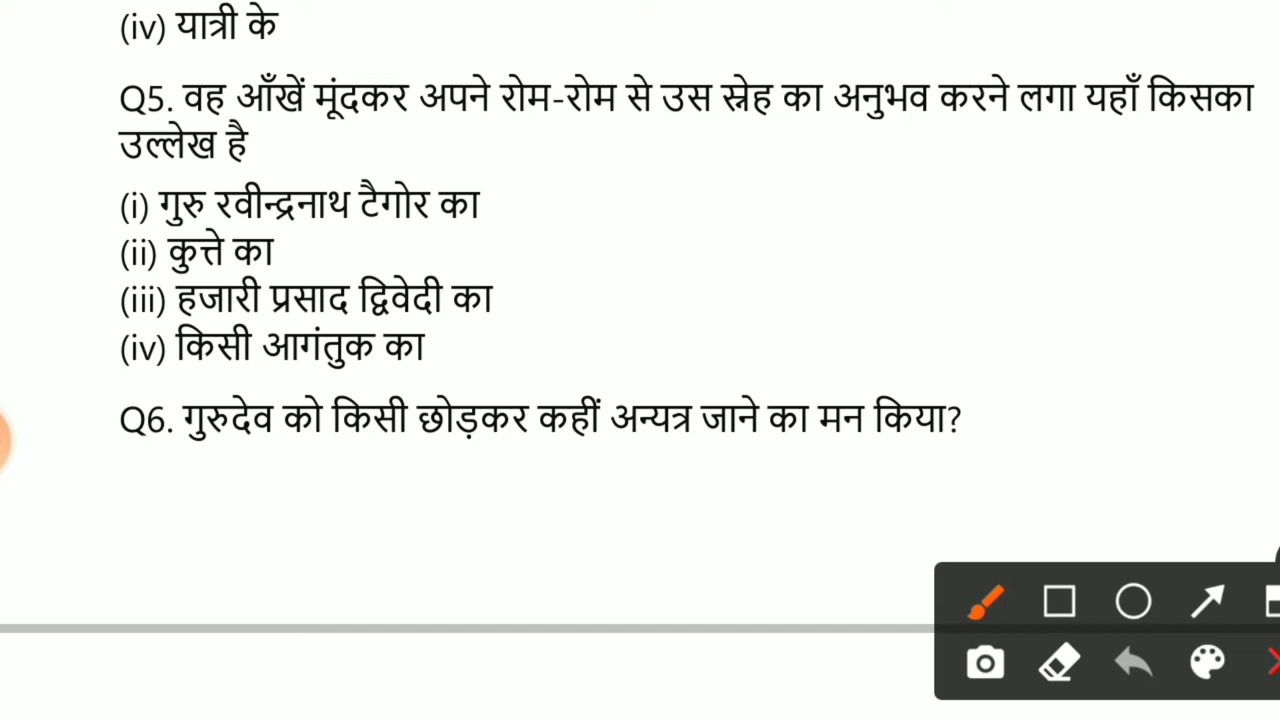 (iv) यात्री के
Q5. वह आँखें मूंदकर अपने रोम-रोम से उस स्नेह का अनुभव करने लगा यहाँ किसका
उल्लेख है
(i) गुरु रवीन्द्रनाथ टैगोर का
(ii) कुत्ते का
(iii) हजारी प्रसाद द्विवेदी का
(iv) किसी आगंतुक का
Q6. गुरुदेव को किसी छोड़कर कहीं अन्यत्र जाने का मन किया?